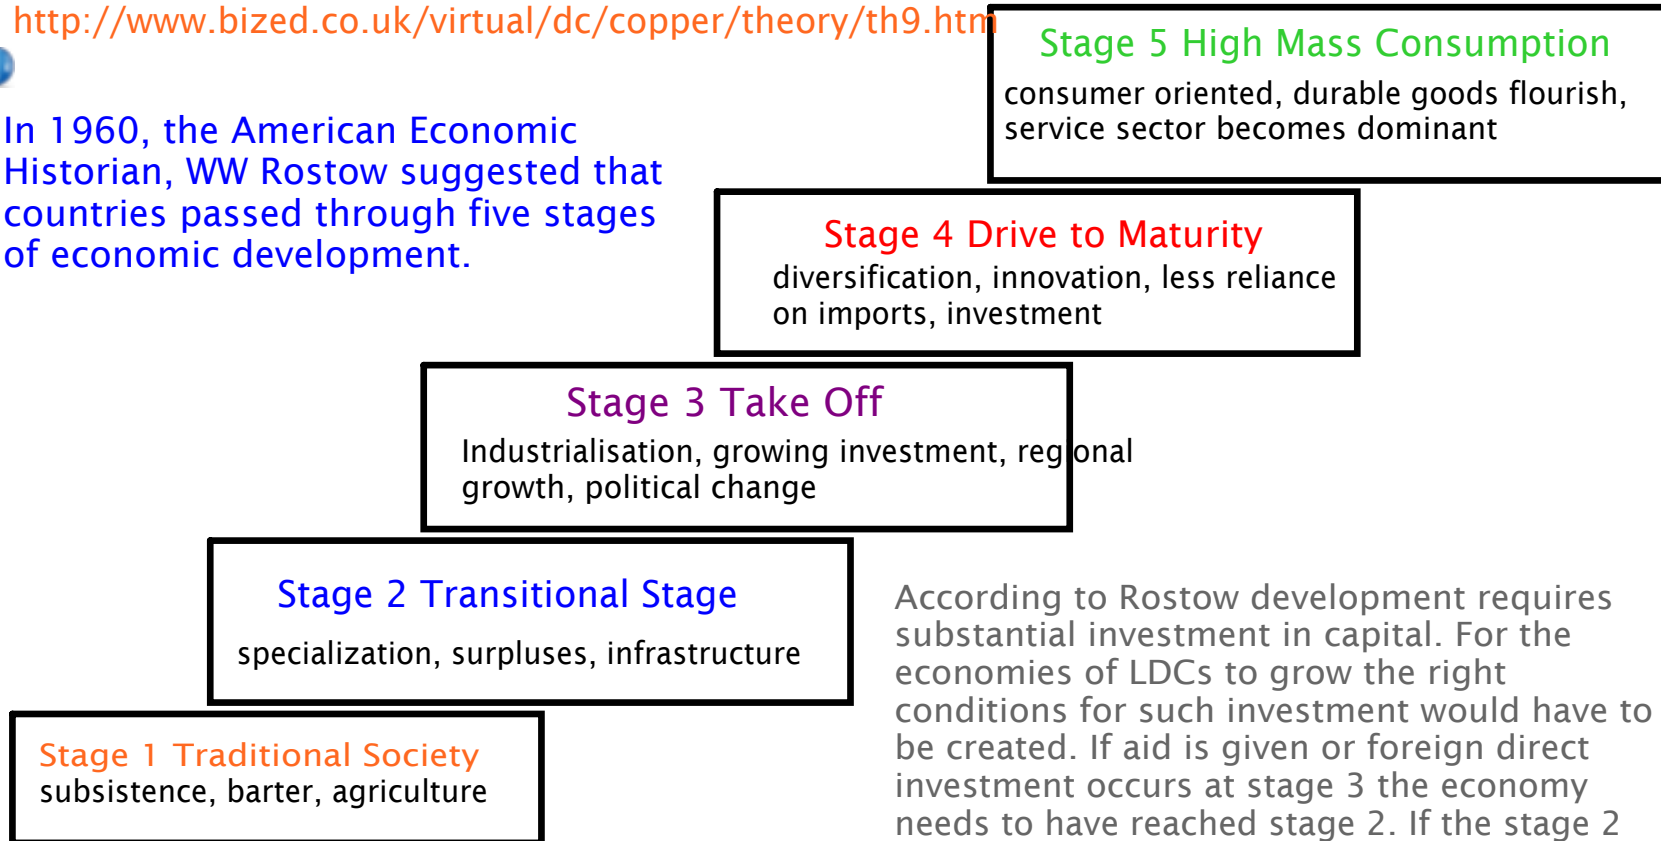 http://www.bized.co.uk/virtual/dc/copper/theory/th9.htm
In 1960, the American Economic
Historian, WW Rostow suggested that
countries passed through five stages
of economic development.
Stage 5 High Mass Consumption
consumer oriented, durable goods flourish,
service sector becomes dominant
Stage 4 Drive to Maturity
diversification, innovation, less reliance
on imports, investment
Stage 3 Take Off
Industrialisation, growing investment, regional
growth, political change
Stage 2 Transitional Stage
specialization, surpluses, infrastructure
Stage 1 Traditional Society
subsistence, barter, agriculture
According to Rostow development requires
substantial investment in capital. For the
economies of LDCs to grow the right
conditions for such investment would have to
be created. If aid is given or foreign direct
investment occurs at stage 3 the economy
needs to have reached stage 2. If the stage 2